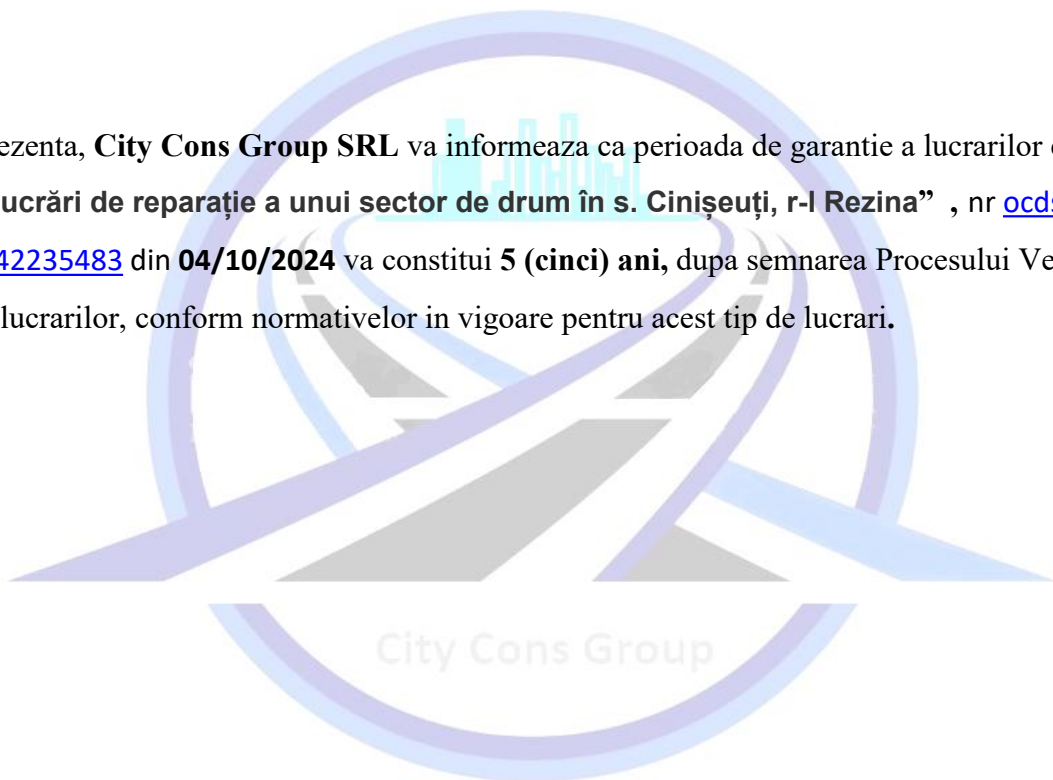 ezenta, City Cons Group SRL va informeaza ca perioada de garantie a lucrarilor
ucrări de reparație a unui sector de drum în s. Cinișeuți, r-l Rezina” , nr ocds
42235483 din 04/10/2024 va constitui 5 (cinci) ani, dupa semnarea Procesului Ve
lucrarilor, conform normativelor in vigoare pentru acest tip de lucrari.
City Cons Group